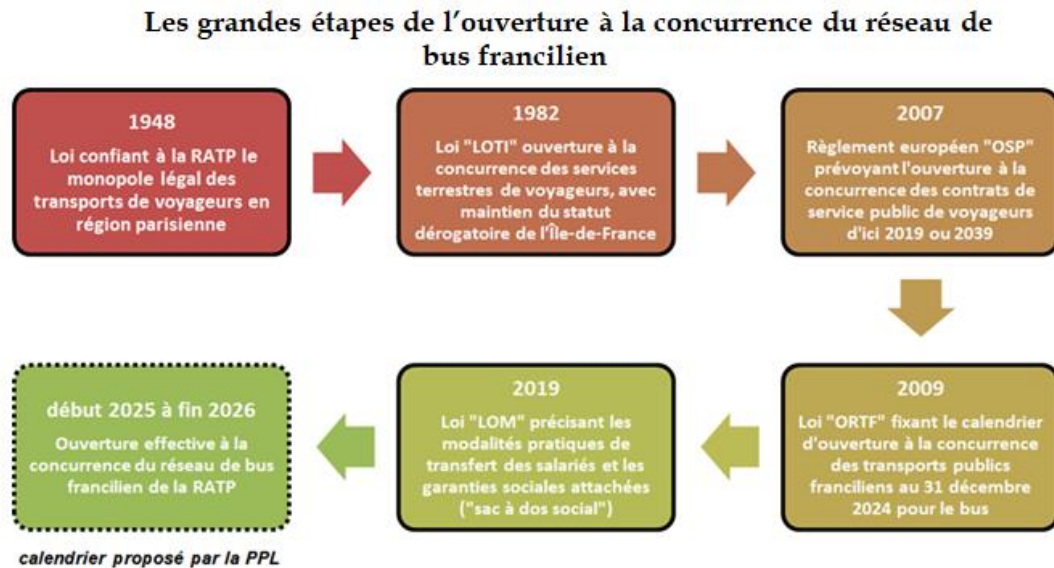 Les grandes étapes de l'ouverture à la concurrence du réseau de
bus francilien
1948
Loi confiant à la RATP le
monopole légal des
transports de voyageurs en
région parisienne
1982
Loi "LOTI" ouverture à la
concurrence des services
terrestres de voyageurs, avec
maintien du statut
dérogatoire de l'Île-de-France
2007
Règlement européen "OSP"
prévoyant l'ouverture à la
concurrence des contrats de
service public de voyageurs
d'ici 2019 ou 2039
2009
Loi "ORTF" fixant le calendrier
d'ouverture à la concurrence
des transports publics
franciliens au 31 décembre
2024 pour le bus
2019
Loi "LOM" précisant les
modalités pratiques de
transfert des salariés et les
garanties sociales attachées
("sac à dos social")
début 2025 à fin 2026
Ouverture effective à la
concurrence du réseau de bus
francilien de la RATP
calendrier proposé par la PPL